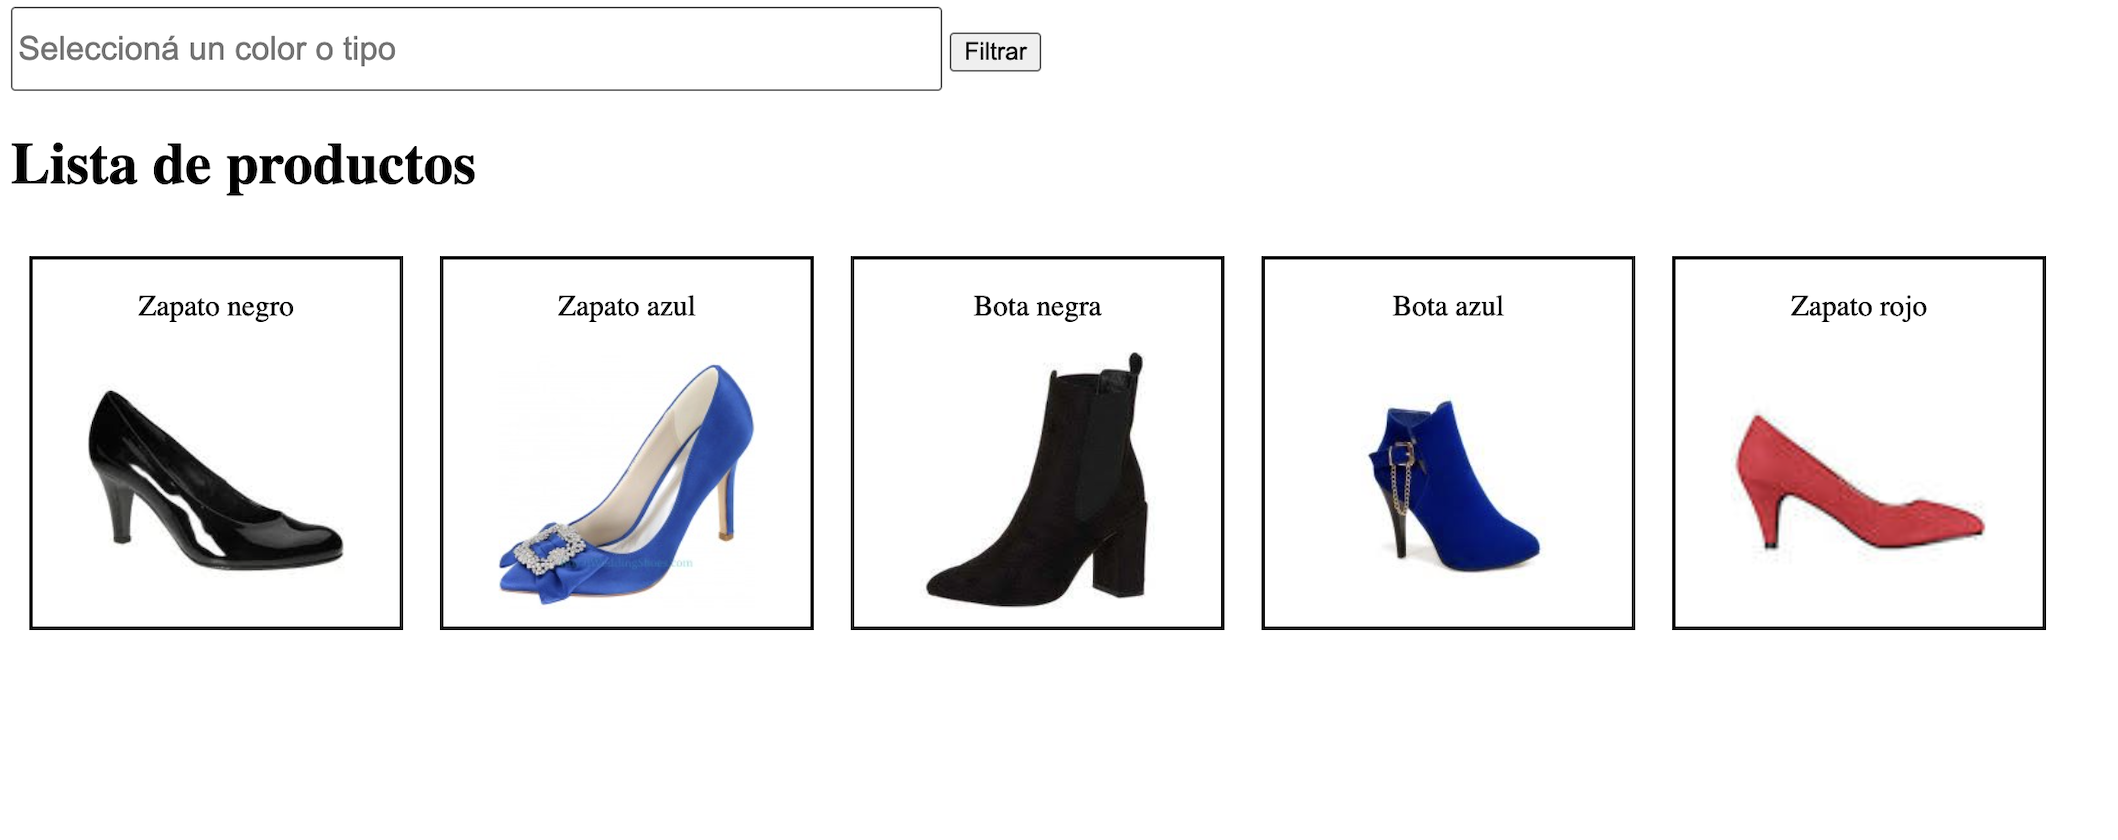 Seleccioná un color o tipo
Filtrar
Lista de productos
Zapato negro
Zapato azul
Bota negra
Bota azul
Zapato rojo